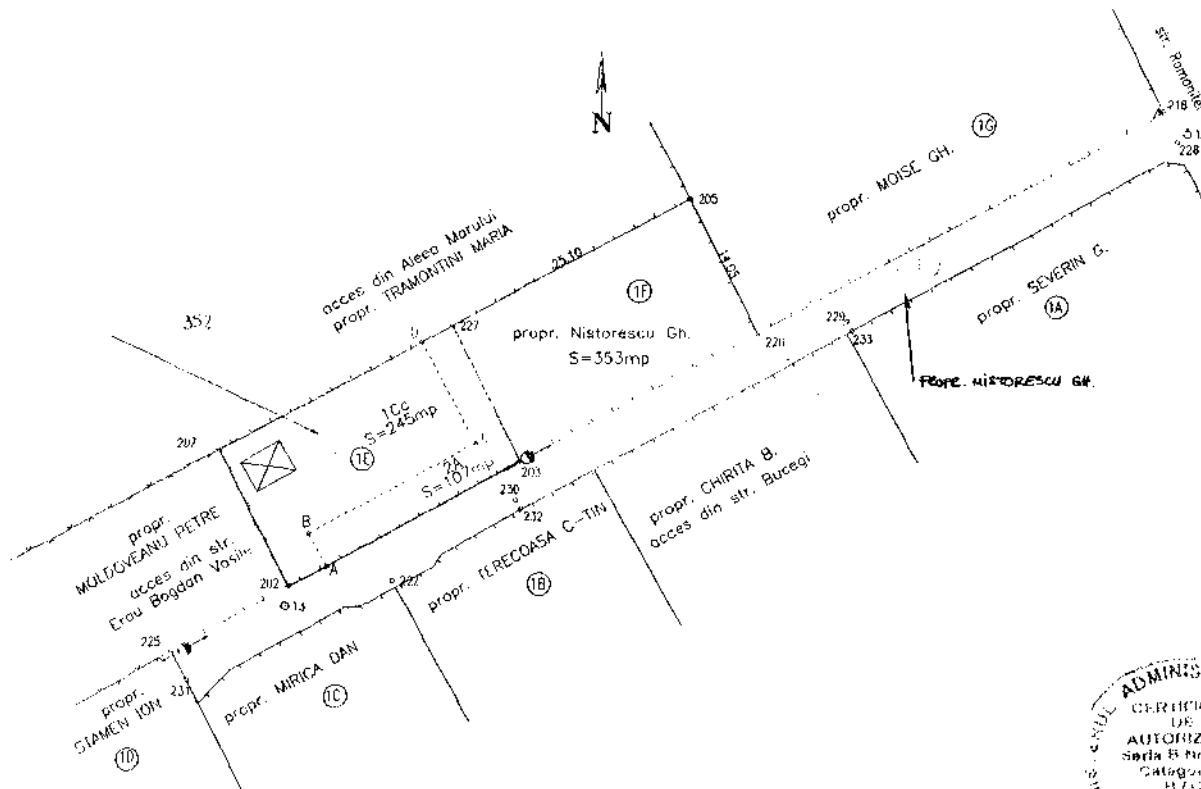 str. Romanitei
218
228
N
1G
propr. MOISE GH.
205
acces din Aleea Marului
propr. TRAMONTINI MARIA
25.10
14.05
1F
propr. SEVERIN G.
1A
352
227
propr. Nistorescu Gh.
S=353mp
229
233
226
PROPR. NISTORESCU GH.
1Cc
S=245mp
207
1E
2A
S=107mp
203
230
232
propr. CHIRITA B.
acces din str. Bucegi
B
propr.
MOLDOVEANU PETRE
acces din str.
Erou Bogdan Vasile
202
A
222
propr. TERECOASA C-TIN
1B
225
231
propr. MIRICA DAN
1C
propr.
STAMEN ION
1D
ADMINIS
DE
AUTORIZ
Seria B Nr
Catego